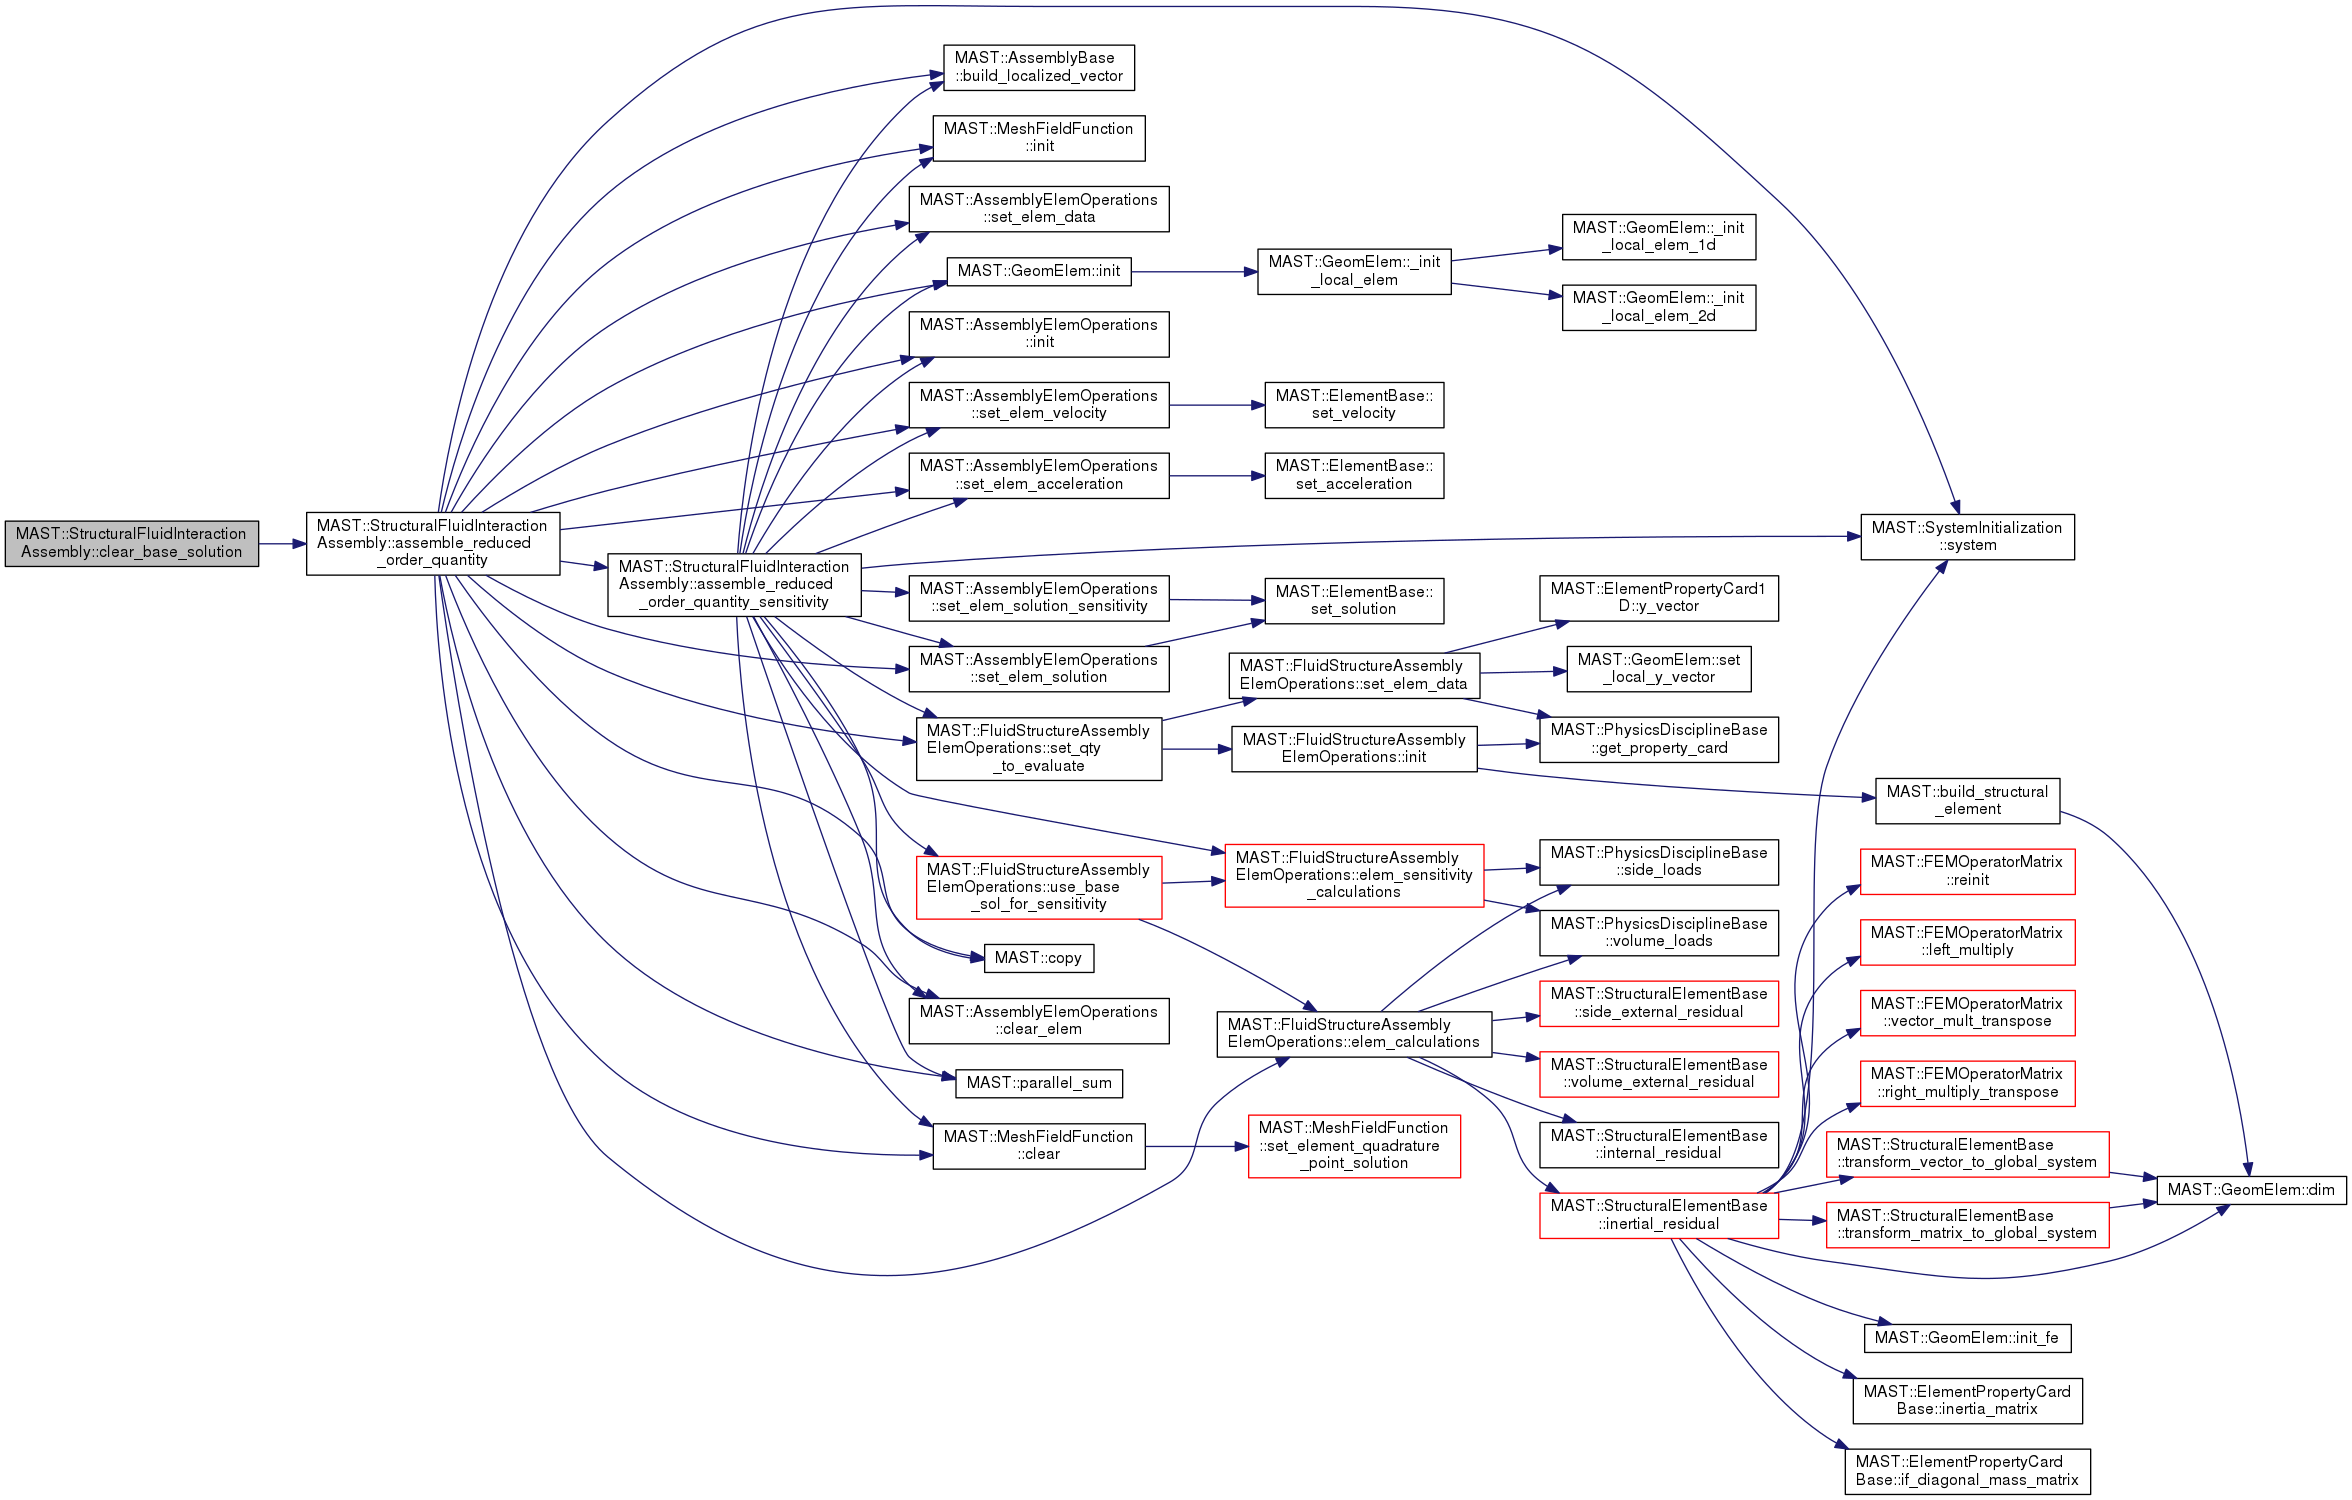 MAST::StructuralFluidInteraction
Assembly::clear_base_solution
MAST::StructuralFluidInteraction
Assembly::assemble_reduced
_order_quantity
MAST::StructuralFluidInteraction
Assembly::assemble_reduced
_order_quantity_sensitivity
MAST::AssemblyBase
::build_localized_vector
MAST::MeshFieldFunction
::init
MAST::AssemblyElemOperations
::set_elem_data
MAST::GeomElem::init
MAST::AssemblyElemOperations
::init
MAST::AssemblyElemOperations
::set_elem_velocity
MAST::AssemblyElemOperations
::set_elem_acceleration
MAST::AssemblyElemOperations
::set_elem_solution_sensitivity
MAST::AssemblyElemOperations
::set_elem_solution
MAST::FluidStructureAssembly
ElemOperations::set_qty
_to_evaluate
MAST::FluidStructureAssembly
ElemOperations::use_base
_sol_for_sensitivity
MAST::copy
MAST::AssemblyElemOperations
::clear_elem
MAST::parallel_sum
MAST::MeshFieldFunction
::clear
MAST::GeomElem::_init
_local_elem
MAST::ElementBase::
set_velocity
MAST::ElementBase::
set_acceleration
MAST::ElementBase::
set_solution
MAST::FluidStructureAssembly
ElemOperations::set_elem_data
MAST::FluidStructureAssembly
ElemOperations::init
MAST::FluidStructureAssembly
ElemOperations::elem_sensitivity
_calculations
MAST::FluidStructureAssembly
ElemOperations::elem_calculations
MAST::MeshFieldFunction
::set_element_quadrature
_point_solution
MAST::GeomElem::_init
_local_elem_1d
MAST::GeomElem::_init
_local_elem_2d
MAST::ElementPropertyCard1
D::y_vector
MAST::GeomElem::set
_local_y_vector
MAST::PhysicsDisciplineBase
::get_property_card
MAST::PhysicsDisciplineBase
::side_loads
MAST::PhysicsDisciplineBase
::volume_loads
MAST::StructuralElementBase
::side_external_residual
MAST::StructuralElementBase
::volume_external_residual
MAST::StructuralElementBase
::internal_residual
MAST::StructuralElementBase
::inertial_residual
MAST::SystemInitialization
::system
MAST::build_structural
_element
MAST::FEMOperatorMatrix
::reinit
MAST::FEMOperatorMatrix
::left_multiply
MAST::FEMOperatorMatrix
::vector_mult_transpose
MAST::FEMOperatorMatrix
::right_multiply_transpose
MAST::StructuralElementBase
::transform_vector_to_global_system
MAST::StructuralElementBase
::transform_matrix_to_global_system
MAST::GeomElem::init_fe
MAST::ElementPropertyCard
Base::inertia_matrix
MAST::ElementPropertyCard
Base::if_diagonal_mass_matrix
MAST::GeomElem::dim